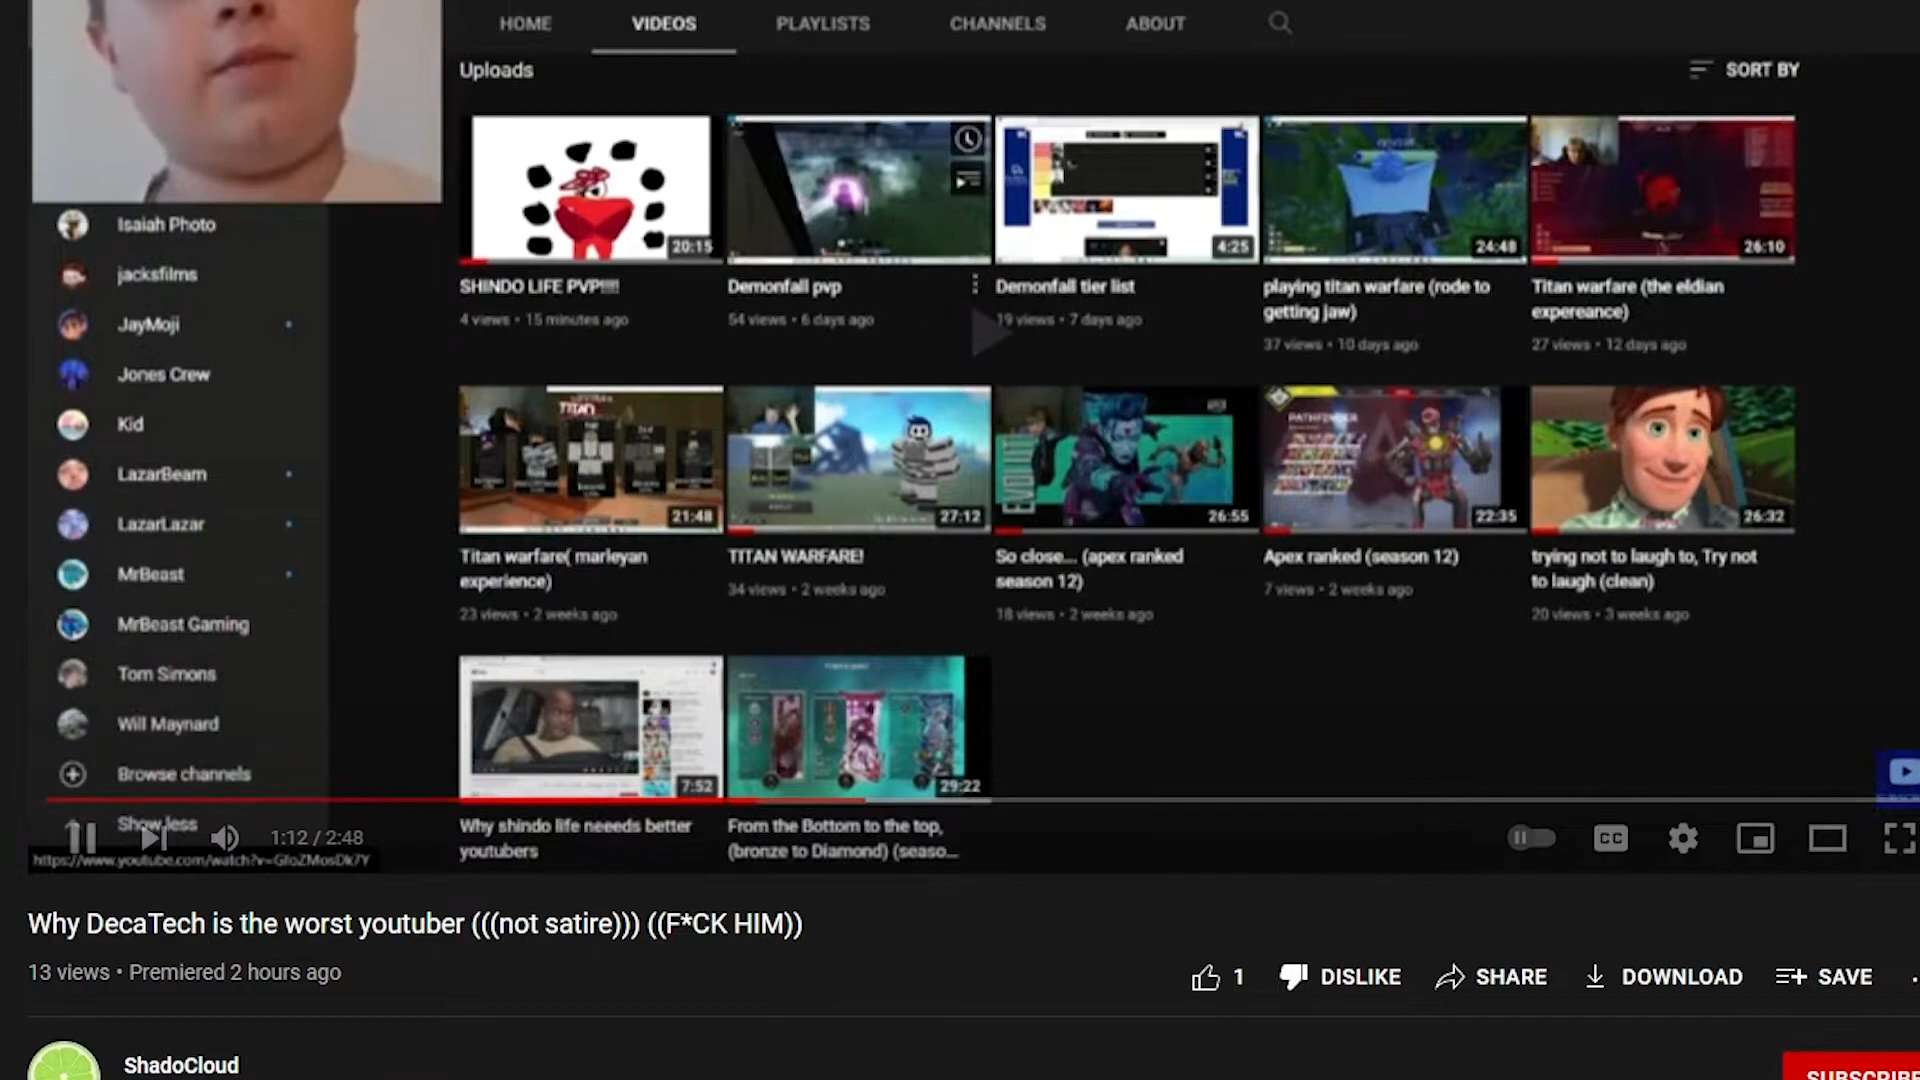 HOME VIDEOS PLAYLISTS CHANNELS ABOUT
Uploads SORT BY
Isaiah Photo
jacksfilms
JayMoji
Jones Crew
Kid
LazarBeam
LazarLazar
MrBeast
MrBeast Gaming
Tom Simons
Will Maynard
Browse channels
Show less
20:15
SHINDO LIFE PVP!!!!!
4 views • 15 minutes ago
Demonfall pvp
54 views • 6 days ago
4:25
Demonfall tier list
19 views • 7 days ago
24:48
playing titan warfare (rode to
getting jaw)
37 views • 10 days ago
26:10
Titan warfare (the eldian
expereance)
27 views • 12 days ago
TITAN
21:48
Titan warfare( marleyan
experience)
23 views • 2 weeks ago
27:12
TITAN WARFARE!
34 views • 2 weeks ago
26:55
So close.... (apex ranked
season 12)
18 views • 2 weeks ago
PATHFINDER
22:35
Apex ranked (season 12)
7 views • 2 weeks ago
26:32
trying not to laugh to, Try not
to laugh (clean)
20 views • 3 weeks ago
7:52
Why shindo life neeeds better
youtubers
29:22
From the Bottom to the top,
(bronze to Diamond) (seaso...
1:12 / 2:48
CC
https://www.youtube.com/watch?v=GfoZMosDk7Y
Why DecaTech is the worst youtuber (((not satire))) ((F*CK HIM))
13 views • Premiered 2 hours ago
1 DISLIKE SHARE DOWNLOAD SAVE
ShadoCloud
SUBSCRIBE